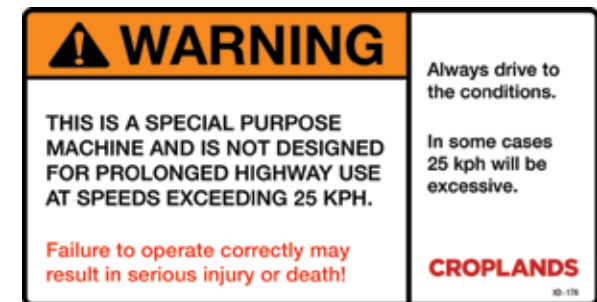 WARNING
THIS IS A SPECIAL PURPOSE
MACHINE AND IS NOT DESIGNED
FOR PROLONGED HIGHWAY USE
AT SPEEDS EXCEEDING 25 KPH.
Failure to operate correctly may
result in serious injury or death!
Always drive to
the conditions.
In some cases
25 kph will be
excessive.
CROPLANDS